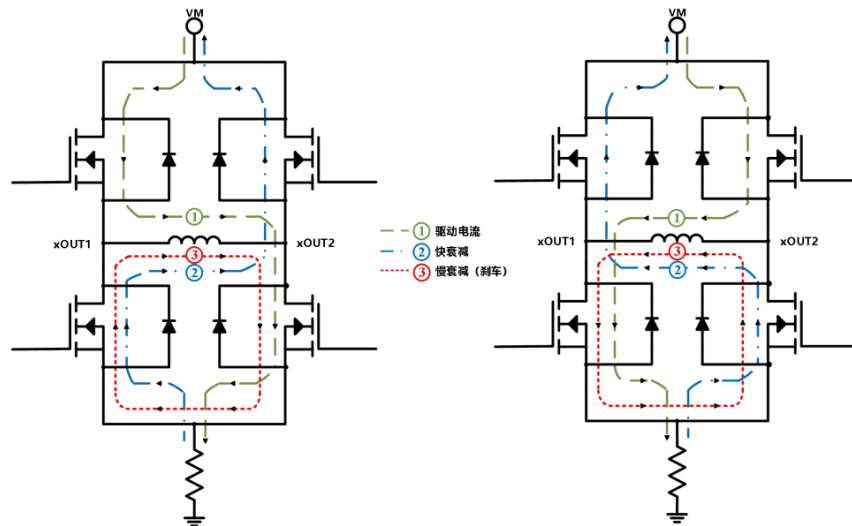 VM
VM
①
①
xOUT1
xOUT2
xOUT1
xOUT2
① 驱动电流
② 快衰减
③ 慢衰减（刹车）
③
②
③
②